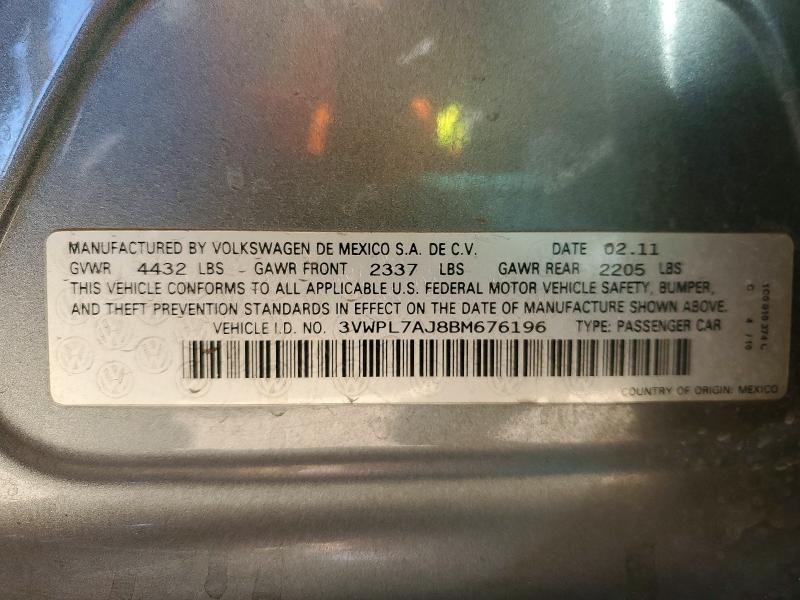 MANUFACTURED BY VOLKSWAGEN DE MEXICO S.A. DE C.V. DATE 02.11
GVWR 4432 LBS - GAWR FRONT 2337 LBS GAWR REAR 2205 LBS
THIS VEHICLE CONFORMS TO ALL APPLICABLE U.S. FEDERAL MOTOR VEHICLE SAFETY, BUMPER,
AND THEFT PREVENTION STANDARDS IN EFFECT ON THE DATE OF MANUFACTURE SHOWN ABOVE.
VEHICLE I.D. NO. 3VWPL7AJ8BM676196 TYPE: PASSENGER CAR
COUNTRY OF ORIGIN: MEXICO
C 4/10